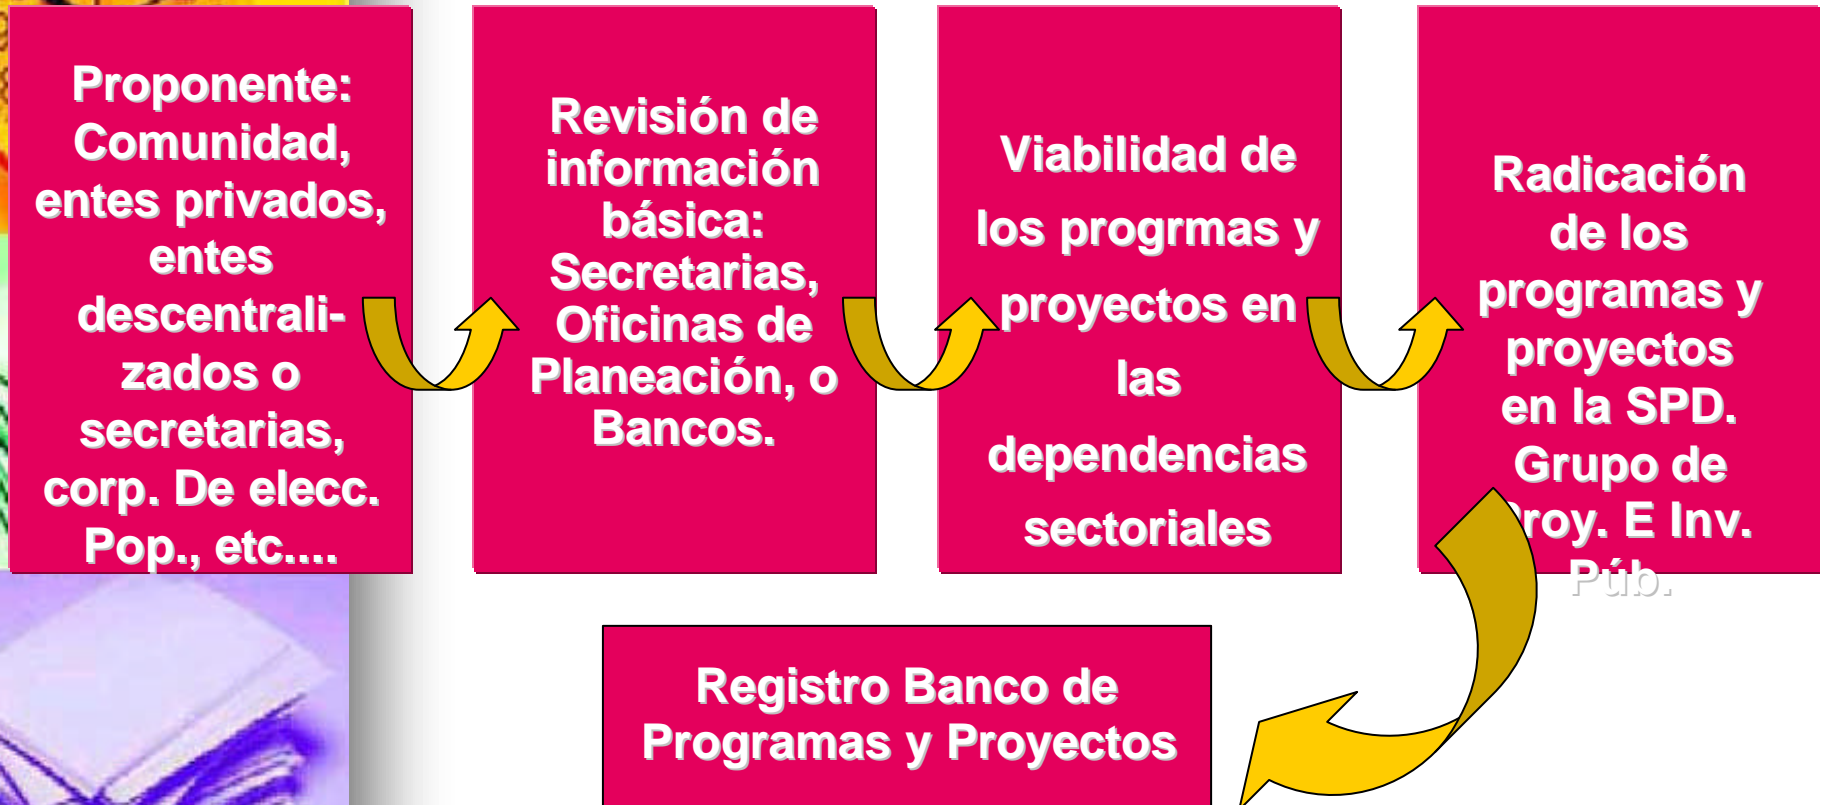 Proponente:
Comunidad,
entes privados,
entes
descentrali-
zados o
secretarias,
corp. De elecc.
Pop., etc....
Revisión de
información
básica:
Secretarias,
Oficinas de
Planeación, o
Bancos.
Viabilidad de
los progrmas y
proyectos en
las
dependencias
sectoriales
Radicación
de los
programas y
proyectos
en la SPD.
Grupo de
Proy. E Inv.
Púb.
Registro Banco de
Programas y Proyectos